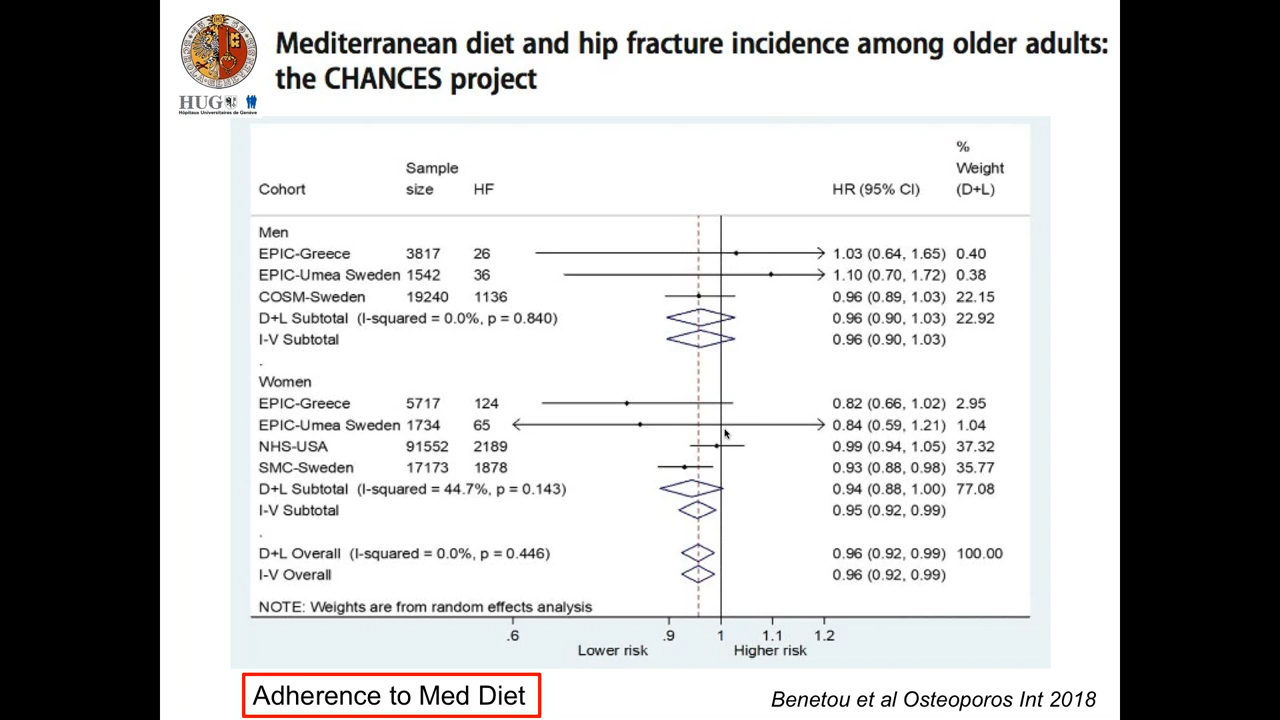 Mediterranean diet and hip fracture incidence among older adults:
the CHANCES project
HUG
Hôpitaux Universitaires de Genève
%
Sample Weight
Cohort size HF HR (95% CI) (D+L)
Men
EPIC-Greece 3817 26 1.03 (0.64, 1.65) 0.40
EPIC-Umea Sweden 1542 36 1.10 (0.70, 1.72) 0.38
COSM-Sweden 19240 1136 0.96 (0.89, 1.03) 22.15
D+L Subtotal (I-squared = 0.0%, p = 0.840) 0.96 (0.90, 1.03) 22.92
I-V Subtotal 0.96 (0.90, 1.03)
.
Women
EPIC-Greece 5717 124 0.82 (0.66, 1.02) 2.95
EPIC-Umea Sweden 1734 65 0.84 (0.59, 1.21) 1.04
NHS-USA 91552 2189 0.99 (0.94, 1.05) 37.32
SMC-Sweden 17173 1878 0.93 (0.88, 0.98) 35.77
D+L Subtotal (I-squared = 44.7%, p = 0.143) 0.94 (0.88, 1.00) 77.08
I-V Subtotal 0.95 (0.92, 0.99)
.
D+L Overall (I-squared = 0.0%, p = 0.446) 0.96 (0.92, 0.99) 100.00
I-V Overall 0.96 (0.92, 0.99)
NOTE: Weights are from random effects analysis
.6 .9 1 1.1 1.2
Lower risk Higher risk
Adherence to Med Diet
Benetou et al Osteoporos Int 2018